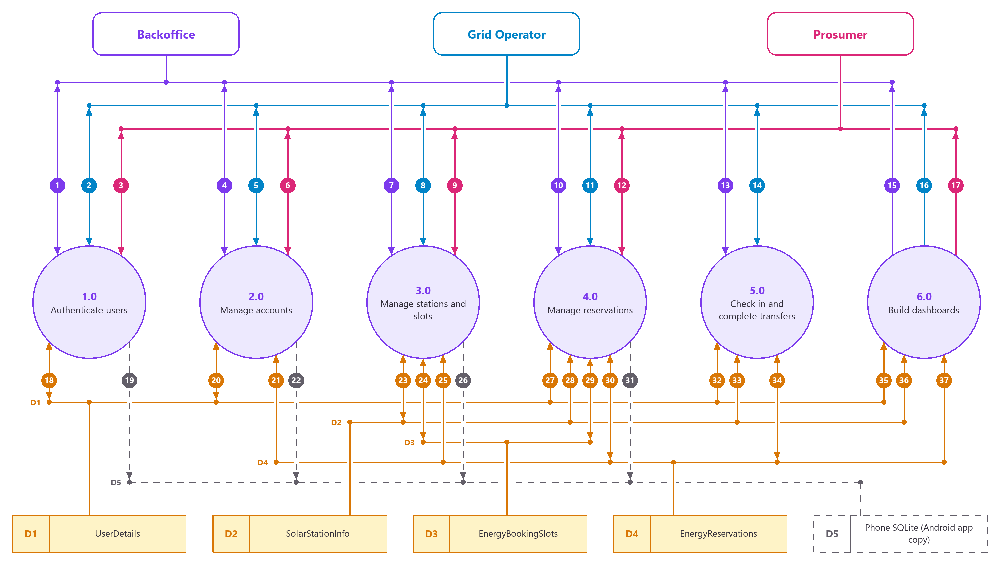 Backoffice
Grid Operator
Prosumer
1
2
3
4
5
6
7
8
9
10
11
12
13
14
15
16
17
1.0
Authenticate users
2.0
Manage accounts
3.0
Manage stations and
slots
4.0
Manage reservations
5.0
Check in and
complete transfers
6.0
Build dashboards
18
19
20
21
22
23
24
25
26
27
28
29
30
31
32
33
34
35
36
37
D1
D2
D3
D4
D5
D1
UserDetails
D2
SolarStationInfo
D3
EnergyBookingSlots
D4
EnergyReservations
D5
Phone SQLite (Android app
copy)